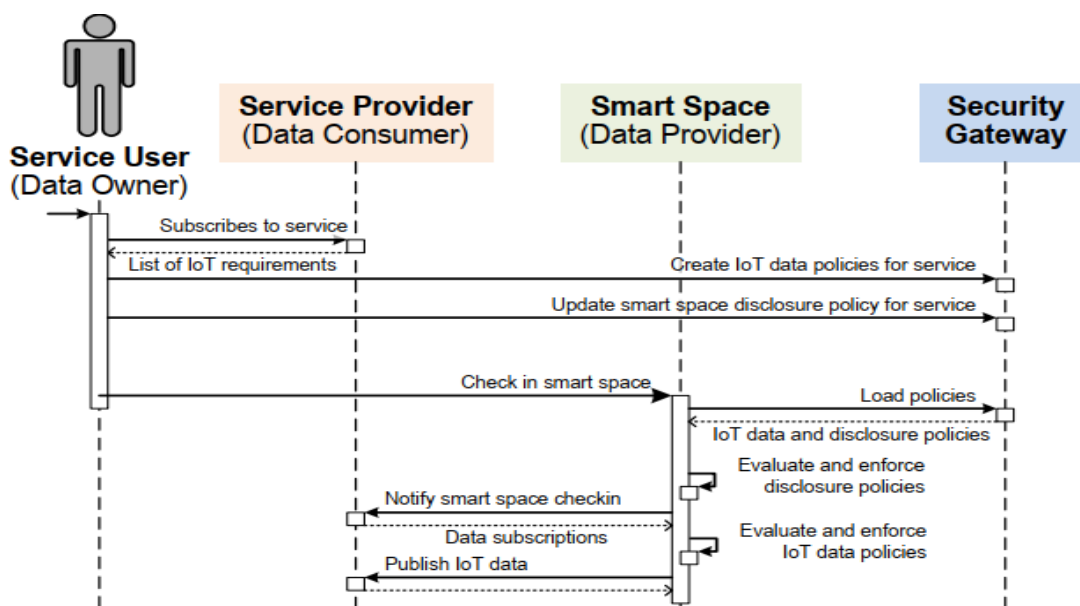 Service Provider
(Data Consumer)
Smart Space
(Data Provider)
Security
Gateway
Service User
(Data Owner)
Subscribes to service
List of IoT requirements
Create IoT data policies for service
Update smart space disclosure policy for service
Check in smart space
Load policies
IoT data and disclosure policies
Evaluate and enforce
disclosure policies
Notify smart space checkin
Data subscriptions
Evaluate and enforce
IoT data policies
Publish IoT data